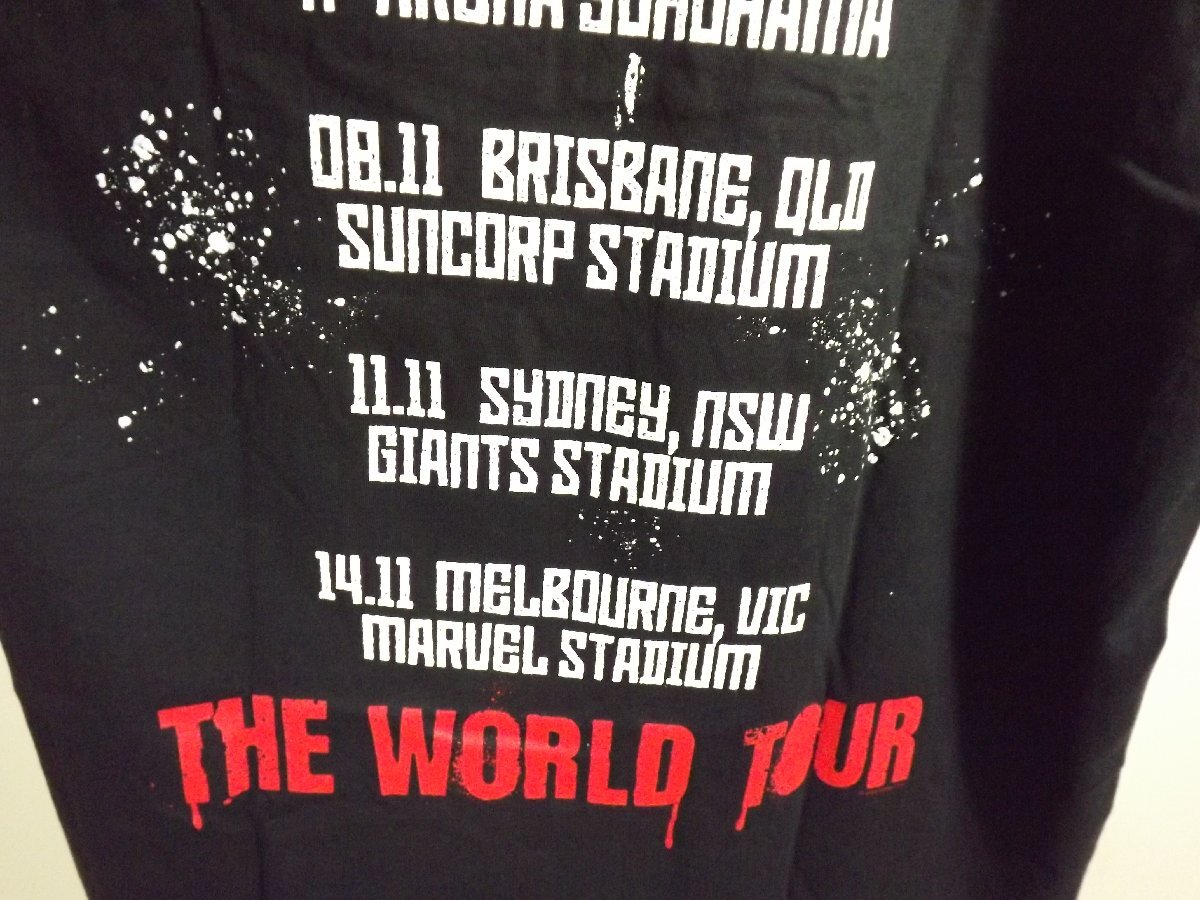 08.11 BRISBANE, QLD
SUNCORP STADIUM
11.11 SYDNEY, NSW
GIANTS STADIUM
14.11 MELBOURNE, VIC
MARVEL STADIUM
THE WORLD TOUR